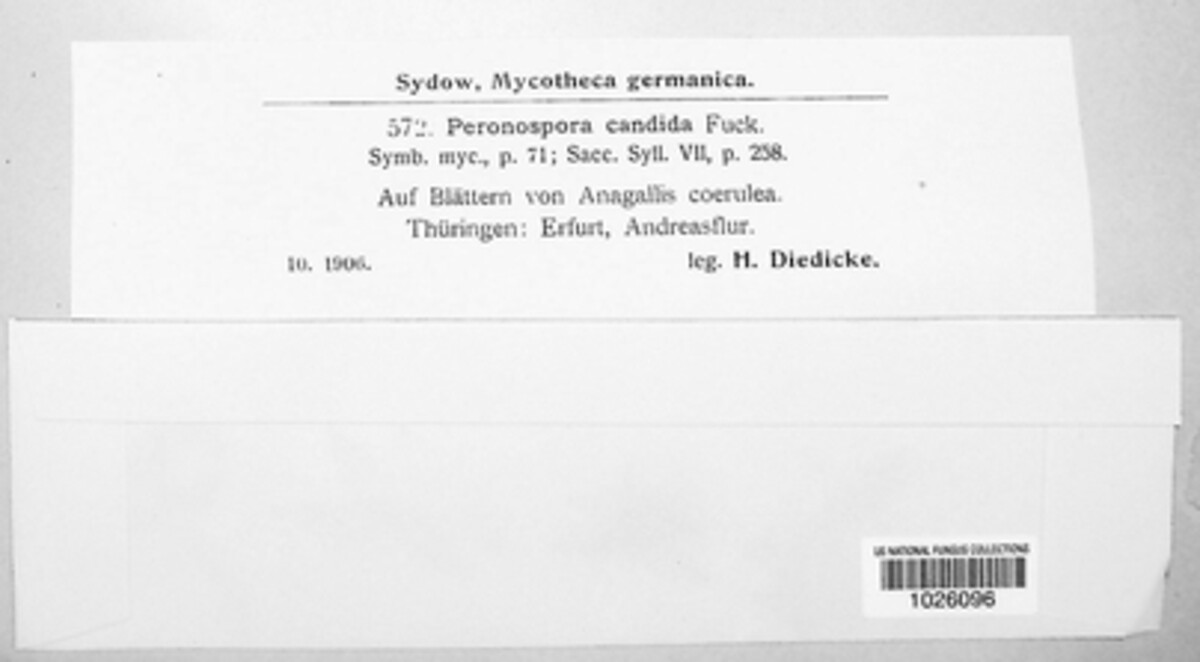 Sydow, Mycotheca germanica.
572. Peronospora candida Fuck.
Symb. myc., p. 71; Sacc. Syll. VII, p. 258.
Auf Blättern von Anagallis coerulea.
Thüringen: Erfurt, Andreasflur.
10. 1906. leg. H. Diedicke.
US NATIONAL FUNGUS COLLECTIONS
1026096